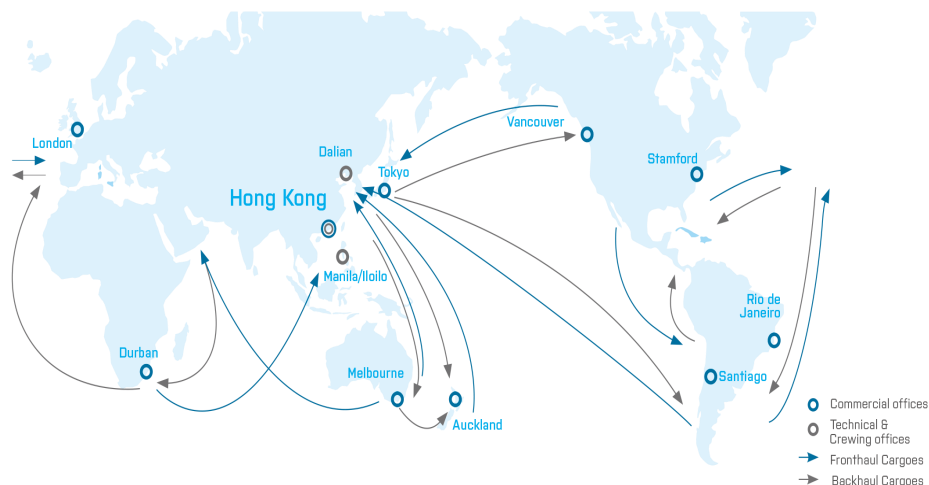 Vancouver
London
Dalian
Stamford
Tokyo
Hong Kong
Manila/Iloilo
Rio de
Janeiro
Durban
Melbourne
Santiago
Auckland
Commercial offices
Technical &
Crewing offices
Fronthaul Cargoes
Backhaul Cargoes